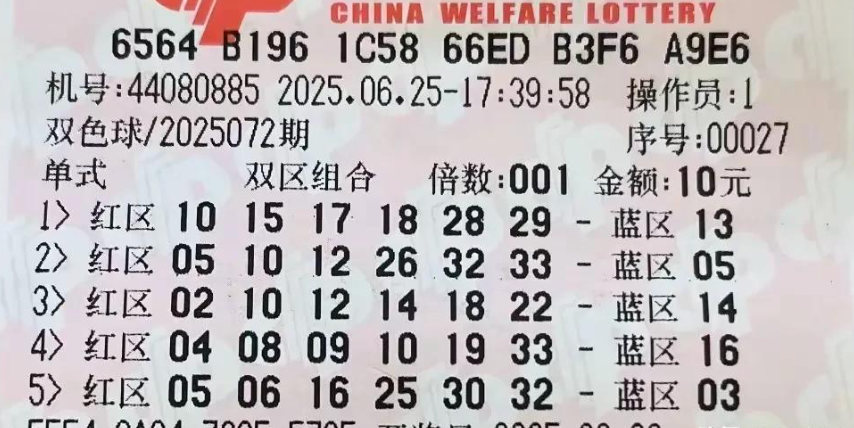 CHINA WELFARE LOTTERY
6564 B196 1C58 66ED B3F6 A9E6
机号:44080885 2025.06.25-17:39:58 操作员:1
双色球/2025072期 序号:00027
单式 双区组合 倍数:001 金额:10元
1> 红区 10 15 17 18 28 29 - 蓝区 13
2> 红区 05 10 12 26 32 33 - 蓝区 05
3> 红区 02 10 12 14 18 22 - 蓝区 14
4> 红区 04 08 09 10 19 33 - 蓝区 16
5> 红区 05 06 16 25 30 32 - 蓝区 03